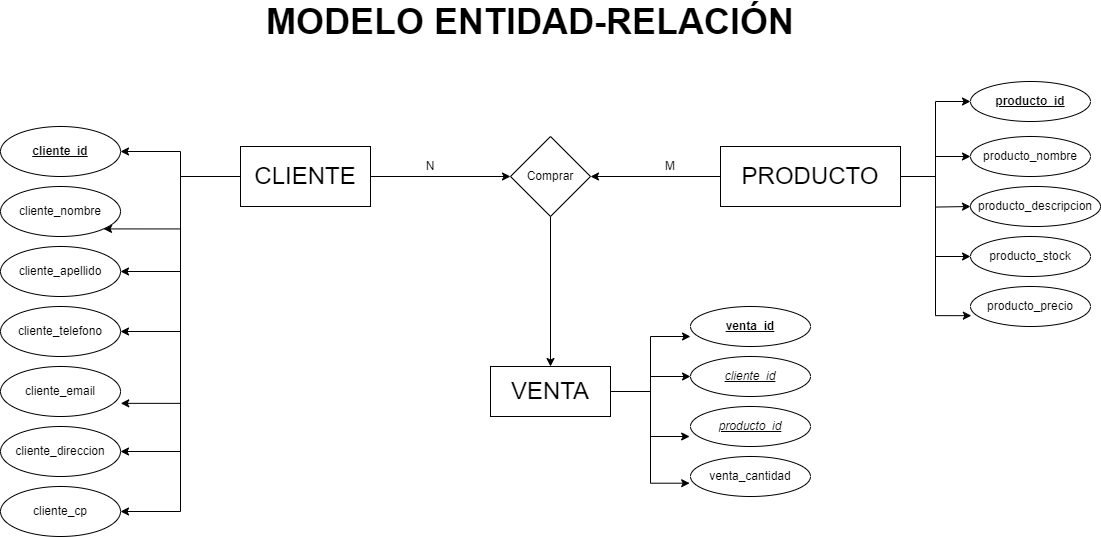 MODELO ENTIDAD-RELACIÓN
cliente_id
cliente_nombre
cliente_apellido
cliente_telefono
cliente_email
cliente_direccion
cliente_cp
CLIENTE
N
Comprar
M
PRODUCTO
producto_id
producto_nombre
producto_descripcion
producto_stock
producto_precio
VENTA
venta_id
cliente_id
producto_id
venta_cantidad